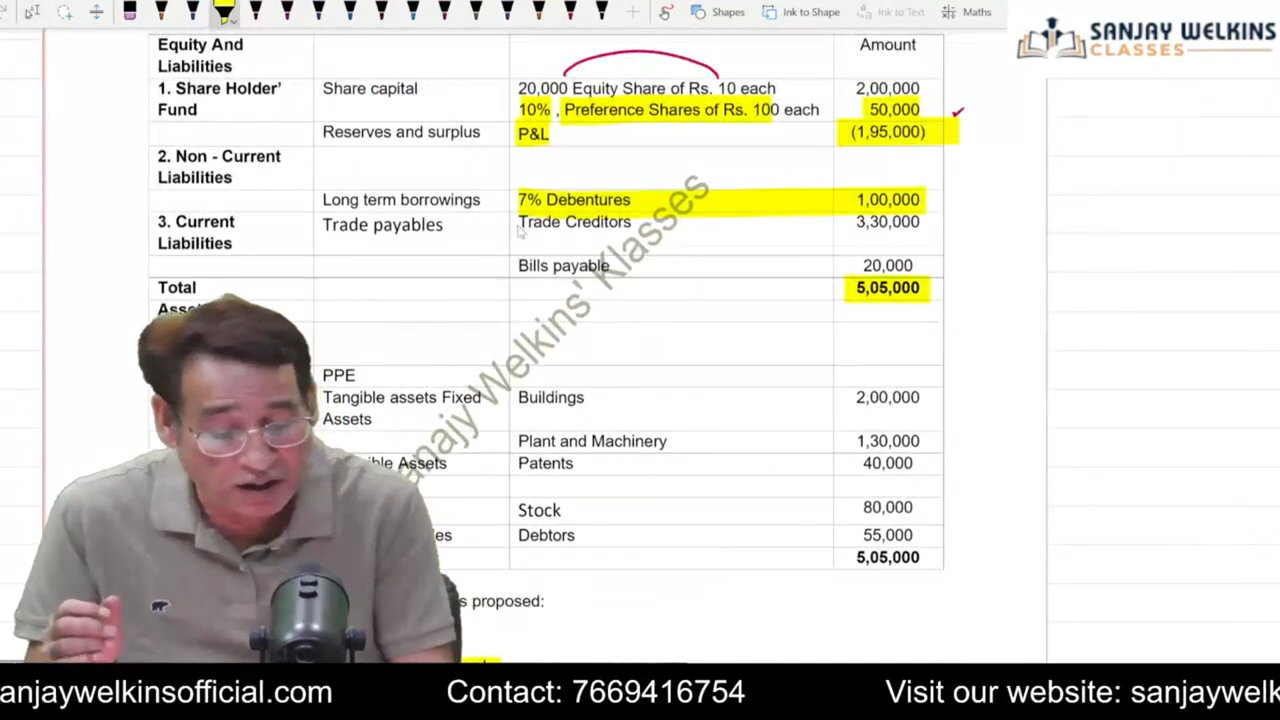 Shapes Ink to Shape Ink to Text Maths
SANJAY WELKINS
CLASSES
Equity And Amount
Liabilities
1. Share Holder' Share capital 20,000 Equity Share of Rs. 10 each 2,00,000
Fund 10% , Preference Shares of Rs. 100 each 50,000
Reserves and surplus P&L (1,95,000)
2. Non - Current
Liabilities
Long term borrowings 7% Debentures 1,00,000
3. Current Trade payables Trade Creditors 3,30,000
Liabilities
Bills payable 20,000
Total 5,05,000
PPE
Tangible assets Fixed Buildings 2,00,000
Assets
Plant and Machinery 1,30,000
Assets Patents 40,000
Stock 80,000
es Debtors 55,000
5,05,000
s proposed:
Sanajy Welkins' Klasses
anjaywelkinsofficial.com Contact: 7669416754 Visit our website: sanjaywelk